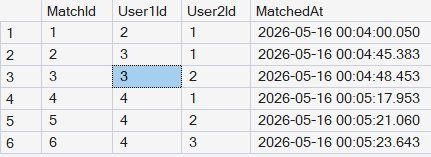 MatchId User1Id User2Id MatchedAt
1 1 2 1 2026-05-16 00:04:00.050
2 2 3 1 2026-05-16 00:04:45.383
3 3 3 2 2026-05-16 00:04:48.453
4 4 4 1 2026-05-16 00:05:17.953
5 5 4 2 2026-05-16 00:05:21.060
6 6 4 3 2026-05-16 00:05:23.643